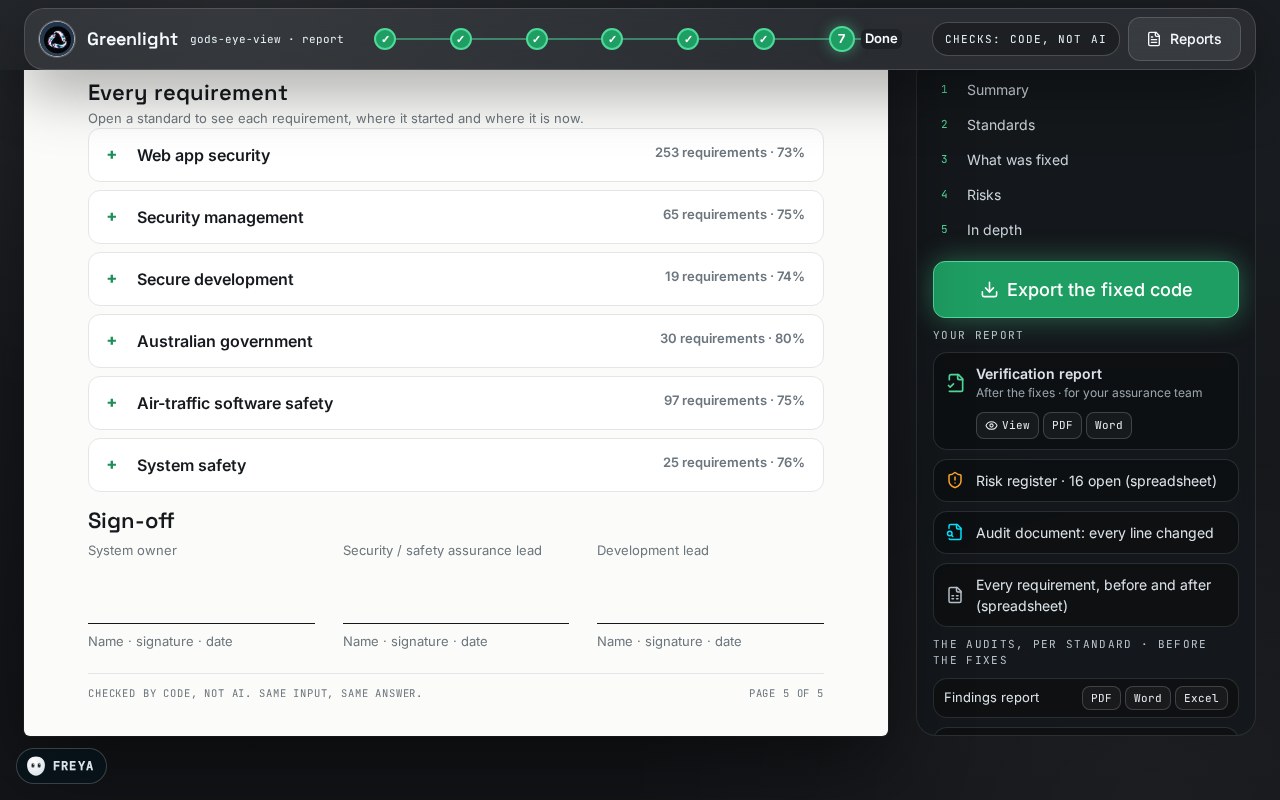 Greenlight
gods-eye-view · report
7
Done
CHECKS: CODE, NOT AI
Reports
Every requirement
Open a standard to see each requirement, where it started and where it is now.
+ Web app security 253 requirements · 73%
+ Security management 65 requirements · 75%
+ Secure development 19 requirements · 74%
+ Australian government 30 requirements · 80%
+ Air-traffic software safety 97 requirements · 75%
+ System safety 25 requirements · 76%
Sign-off
System owner Security / safety assurance lead Development lead
Name · signature · date Name · signature · date Name · signature · date
CHECKED BY CODE, NOT AI. SAME INPUT, SAME ANSWER. PAGE 5 OF 5
1 Summary
2 Standards
3 What was fixed
4 Risks
5 In depth
Export the fixed code
YOUR REPORT
Verification report
After the fixes · for your assurance team
View PDF Word
Risk register · 16 open (spreadsheet)
Audit document: every line changed
Every requirement, before and after
(spreadsheet)
THE AUDITS, PER STANDARD · BEFORE
THE FIXES
Findings report PDF Word Excel
FREYA